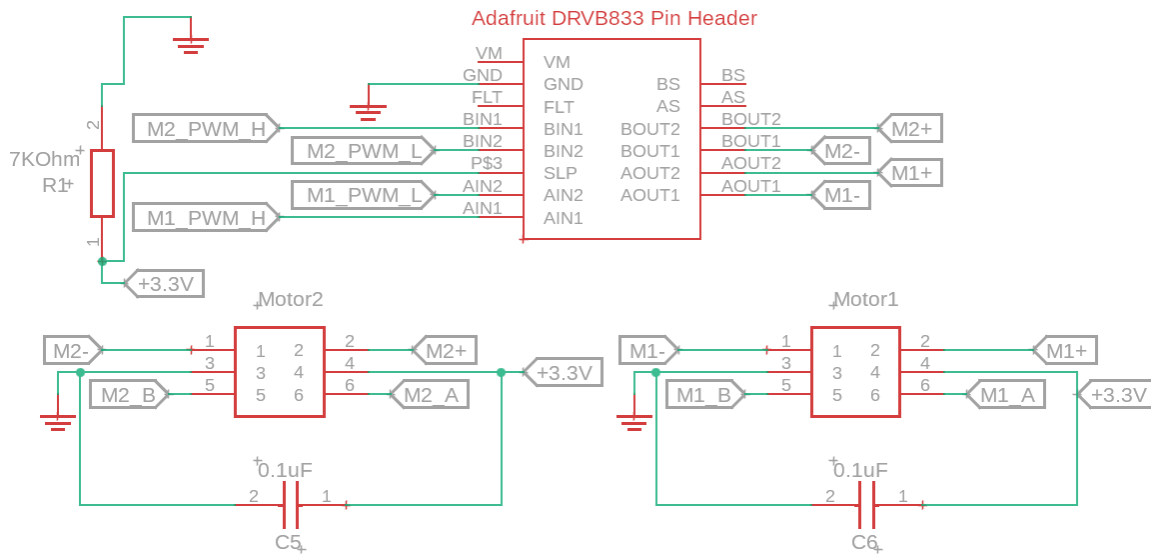 Adafruit DRVB833 Pin Header
VM
GND
FLT
BIN1
BIN2
P$3
AIN2
AIN1
VM
GND
FLT
BIN1
BIN2
SLP
AIN2
AIN1
BS
AS
BOUT2
BOUT1
AOUT2
AOUT1
BS
AS
BOUT2
BOUT1
AOUT2
AOUT1
M2_PWM_H
M2_PWM_L
M1_PWM_L
M1_PWM_H
M2+
M2-
M1+
M1-
2
7KOhm
R1
1
+3.3V
Motor2
M2-
1
1
2
2
M2+
3
3
4
4
+3.3V
M2_B
5
5
6
6
M2_A
0.1uF
2
1
C5
Motor1
M1-
1
1
2
2
M1+
3
3
4
4
+3.3V
M1_B
5
5
6
6
M1_A
0.1uF
2
1
C6